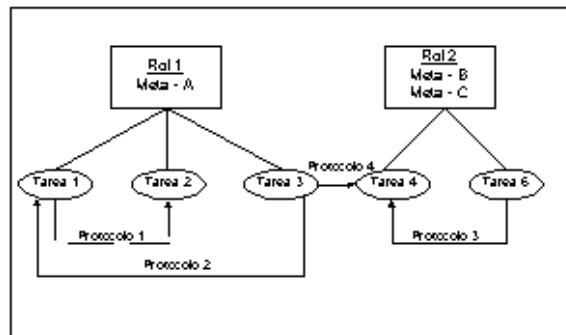 Rol 1
Meta - A
Rol 2
Meta - B
Meta - C
Protocolo 4
Tarea 1
Tarea 2
Tarea 3
Tarea 4
Tarea 6
Protocolo 1
Protocolo 3
Protocolo 2